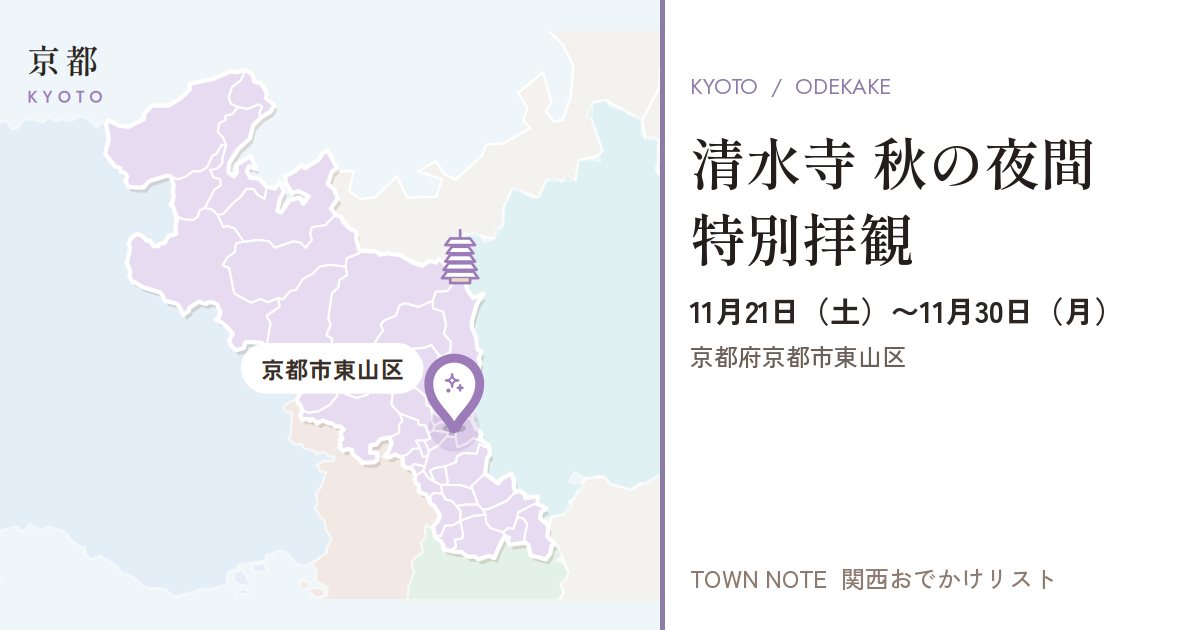 京都
KYOTO
京都市東山区
KYOTO / ODEKAKE
清水寺 秋の夜間
特別拝観
11月21日（土）〜11月30日（月）
京都府京都市東山区
TOWN NOTE 関西おでかけリスト